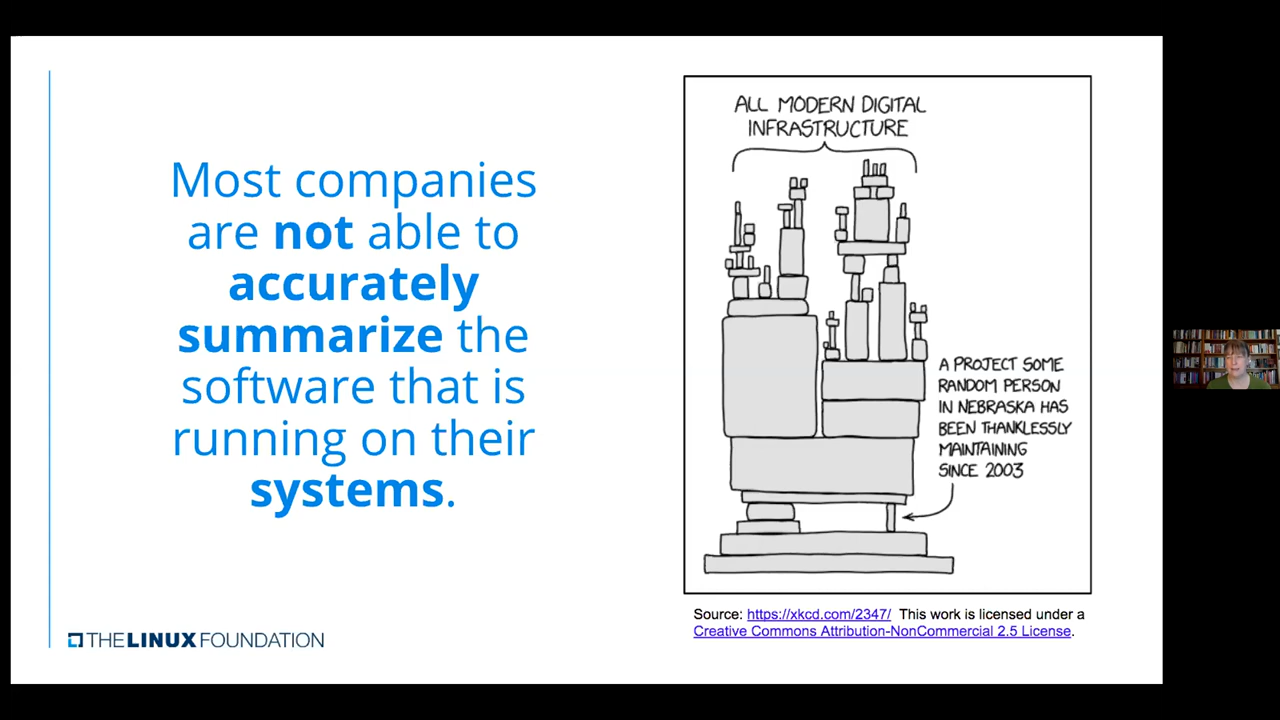 Most companies
are not able to
accurately
summarize the
software that is
running on their
systems.
THE LINUX FOUNDATION
ALL MODERN DIGITAL
INFRASTRUCTURE
A PROJECT SOME
RANDOM PERSON
IN NEBRASKA HAS
BEEN THANKLESSLY
MAINTAINING
SINCE 2003
Source: https://xkcd.com/2347/ This work is licensed under a
Creative Commons Attribution-NonCommercial 2.5 License.